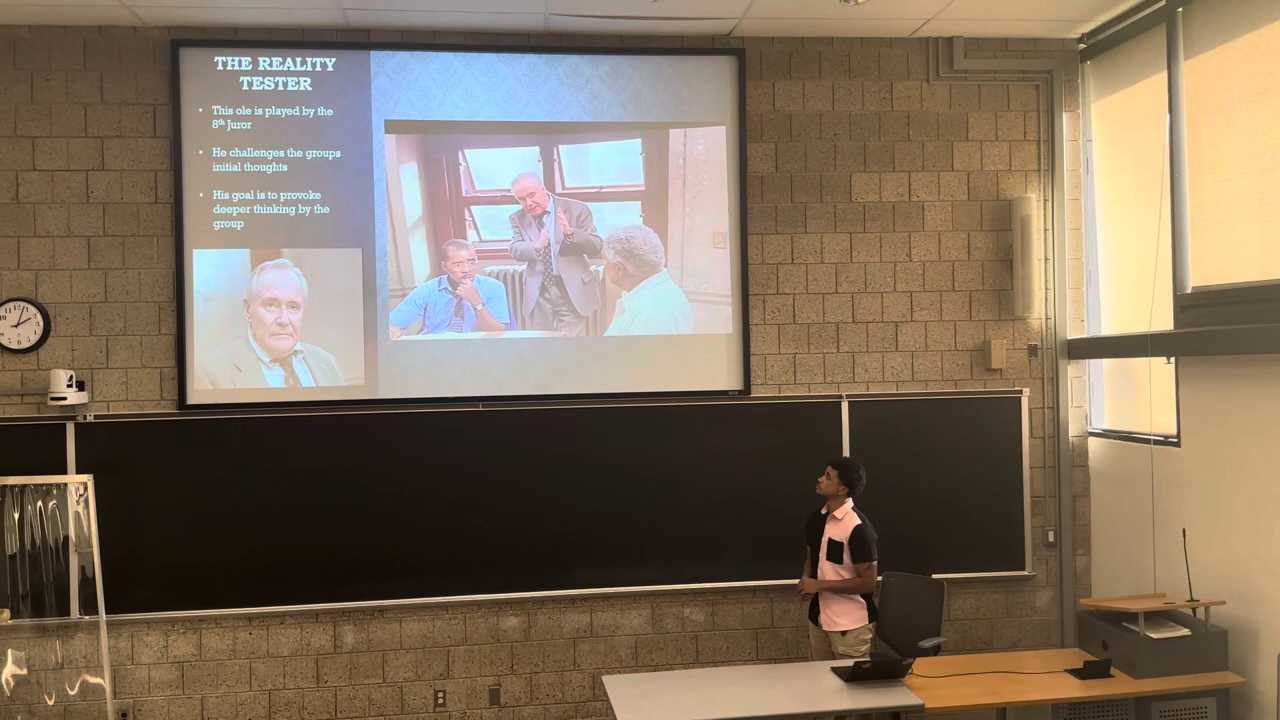 THE REALITY
TESTER
• This ole is played by the
8th Juror
• He challenges the groups
initial thoughts
• His goal is to provoke
deeper thinking by the
group